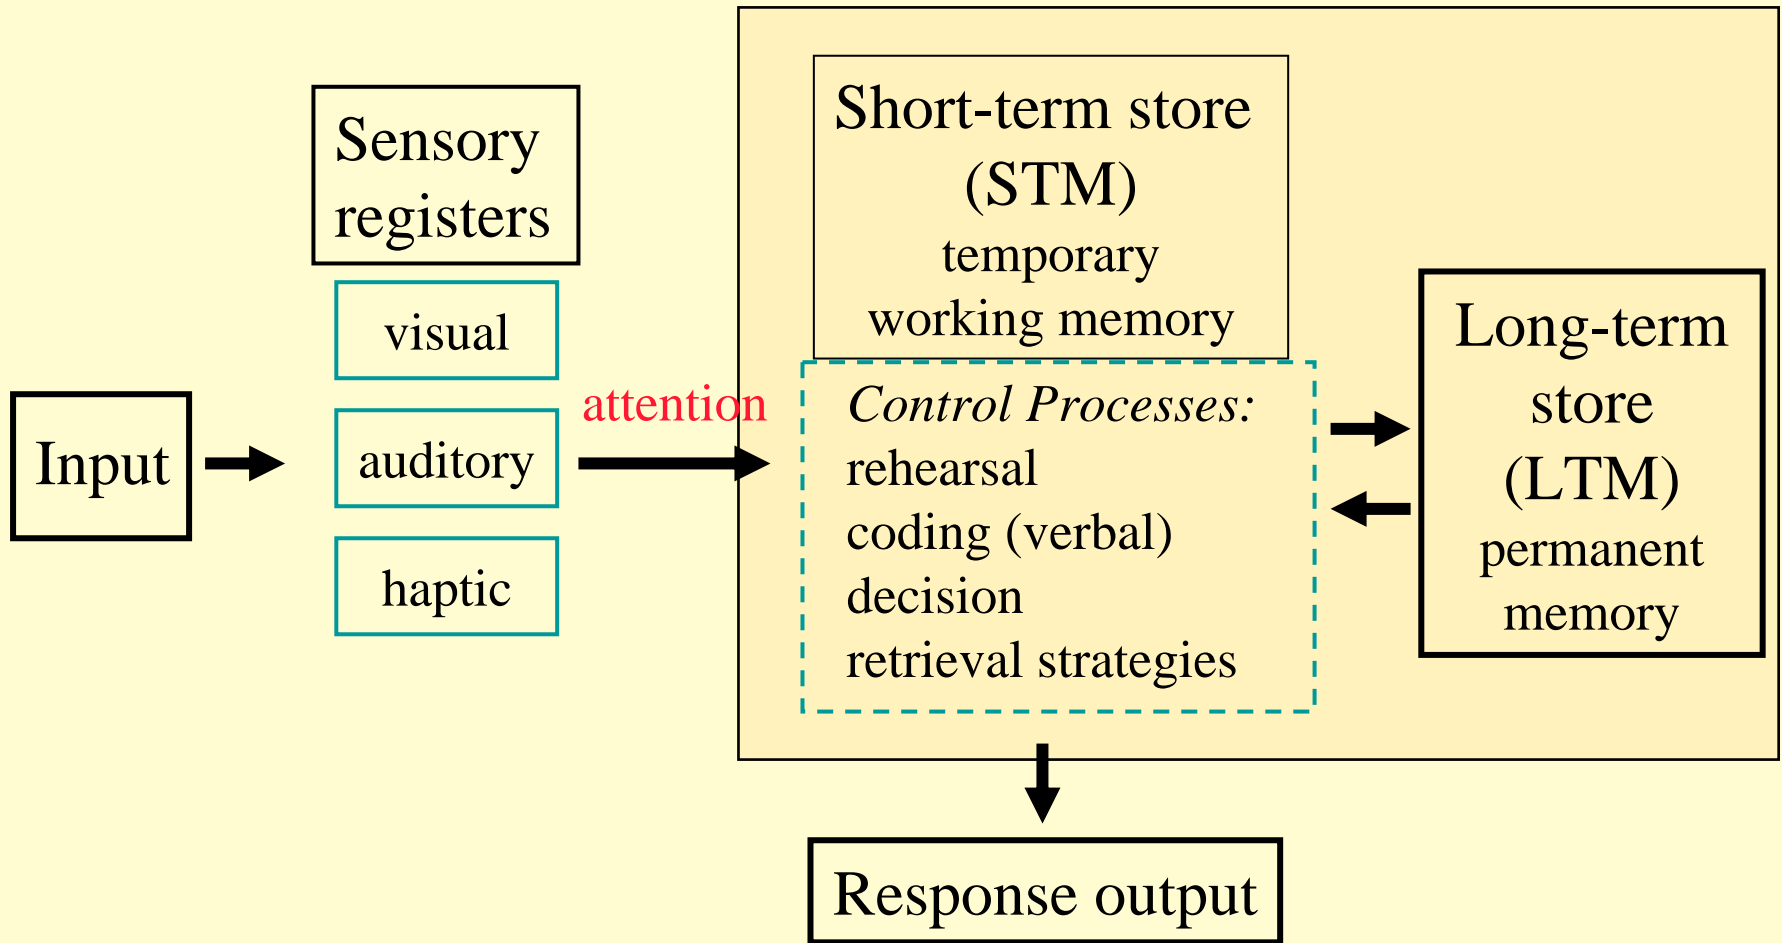 Input
Sensory
registers
visual
auditory
haptic
attention
Short-term store
(STM)
temporary
working memory
Control Processes:
rehearsal
coding (verbal)
decision
retrieval strategies
Long-term
store
(LTM)
permanent
memory
Response output